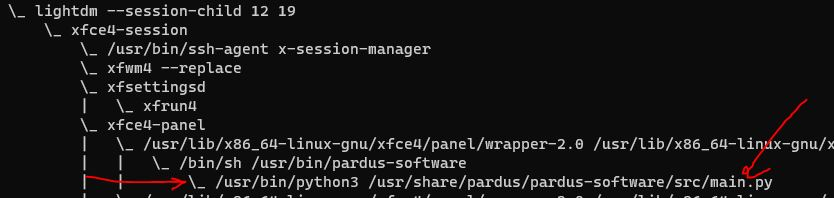 \_ lightdm --session-child 12 19
\_ xfce4-session
\_ /usr/bin/ssh-agent x-session-manager
\_ xfwm4 --replace
\_ xfsettingsd
| \_ xfrun4
\_ xfce4-panel
| \_ /usr/lib/x86_64-linux-gnu/xfce4/panel/wrapper-2.0 /usr/lib/x86_64-linux-gnu/x
| | \_ /bin/sh /usr/bin/pardus-software
| | \_ /usr/bin/python3 /usr/share/pardus/pardus-software/src/main.py